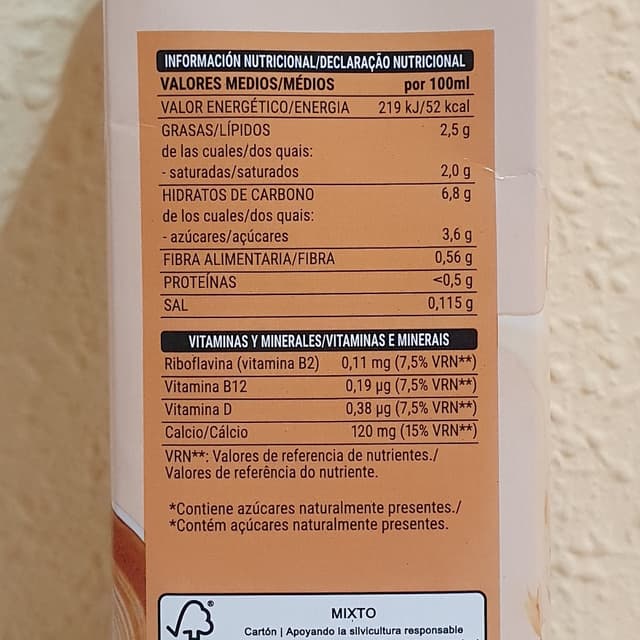 INFORMACIÓN NUTRICIONAL/DECLARAÇÃO NUTRICIONAL
VALORES MEDIOS/MÉDIOS por 100ml
VALOR ENERGÉTICO/ENERGIA 219 kJ/52 kcal
GRASAS/LÍPIDOS 2,5 g
de las cuales/dos quais:
- saturadas/saturados 2,0 g
HIDRATOS DE CARBONO 6,8 g
de los cuales/dos quais:
- azúcares/açúcares 3,6 g
FIBRA ALIMENTARIA/FIBRA 0,56 g
PROTEÍNAS <0,5 g
SAL 0,115 g
VITAMINAS Y MINERALES/VITAMINAS E MINERAIS
Riboflavina (vitamina B2) 0,11 mg (7,5% VRN**)
Vitamina B12 0,19 µg (7,5% VRN**)
Vitamina D 0,38 µg (7,5% VRN**)
Calcio/Cálcio 120 mg (15% VRN**)
VRN**: Valores de referencia de nutrientes./
Valores de referência do nutriente.
*Contiene azúcares naturalmente presentes./
*Contém açúcares naturalmente presentes.
MIXTO
Cartón | Apoyando la silvicultura responsable